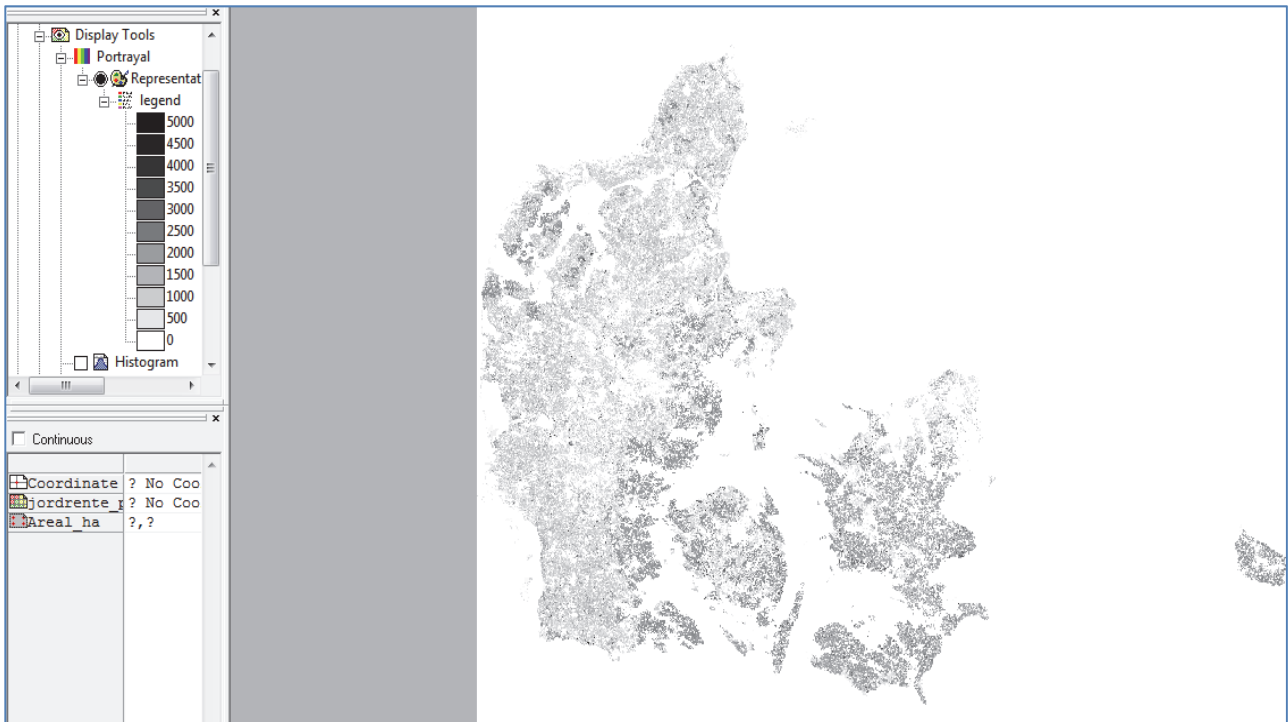 Display Tools
Portrayal
Representat
legend
5000
4500
4000
3500
3000
2500
2000
1500
1000
500
0
Histogram
Continuous
Coordinate ? No Coo
jordrente_p ? No Coo
Areal_ha ?,?